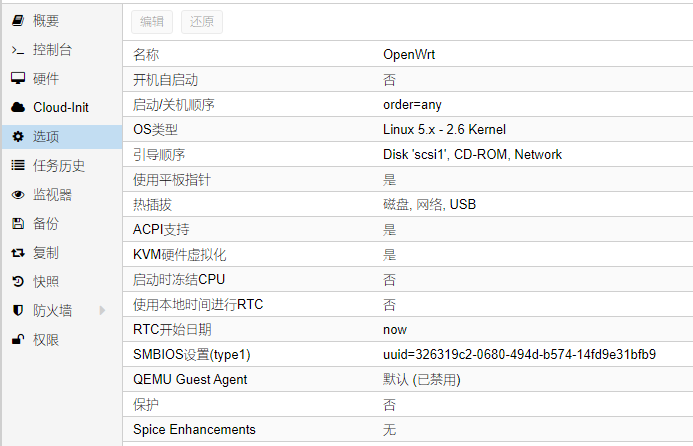 编辑 还原
概要
控制台
硬件
Cloud-Init
选项
任务历史
监视器
备份
复制
快照
防火墙
权限
名称 OpenWrt
开机自启动 否
启动/关机顺序 order=any
OS类型 Linux 5.x - 2.6 Kernel
引导顺序 Disk 'scsi1', CD-ROM, Network
使用平板指针 是
热插拔 磁盘, 网络, USB
ACPI支持 是
KVM硬件虚拟化 是
启动时冻结CPU 否
使用本地时间进行RTC 否
RTC开始日期 now
SMBIOS设置(type1) uuid=326319c2-0680-494d-b574-14fd9e31bfb9
QEMU Guest Agent 默认 (已禁用)
保护 否
Spice Enhancements 无